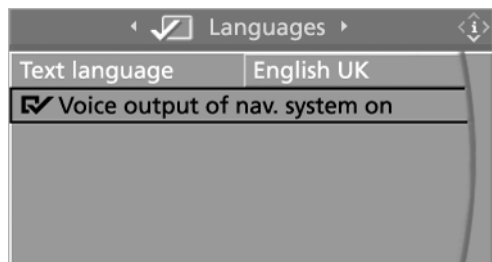 Languages
Text language English UK
Voice output of nav. system on